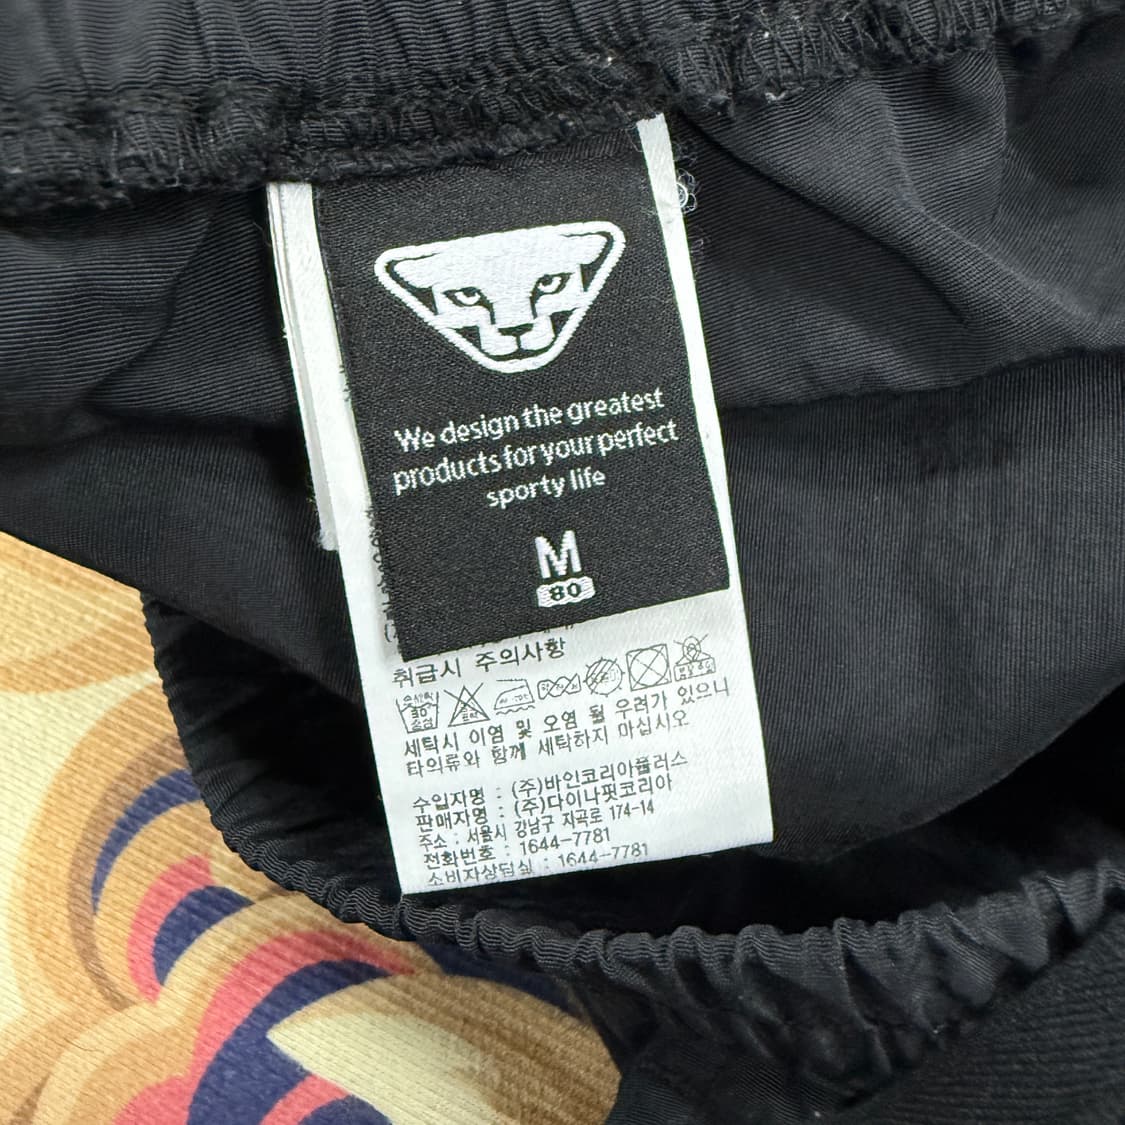 We design the greatest
products for your perfect
sporty life
M
80
취급시 주의사항
세탁시 이염 및 오염 될 우려가 있으니
타의류와 함께 세탁하지 마십시오
수입자명 : (주)바인코리아플러스
판매자명 : (주)다이나핏코리아
주소 : 서울시 강남구 자곡로 174-14
전화번호 : 1644-7781
소비자상담실 : 1644-7781